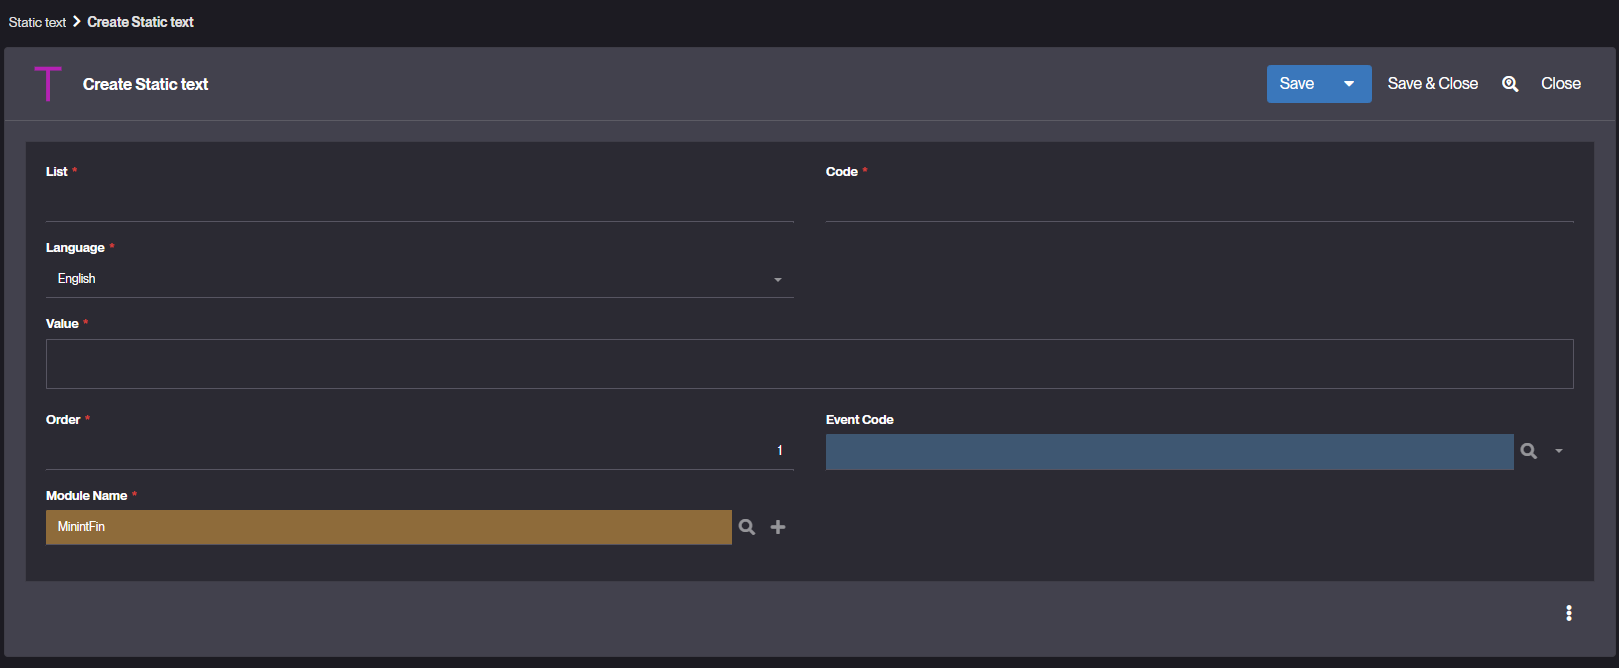 Static text > Create Static text
Create Static text
Save
Save & Close
Close
List *
Code *
Language *
English
Value *
Order *
Event Code
1
Module Name *
MinintFin